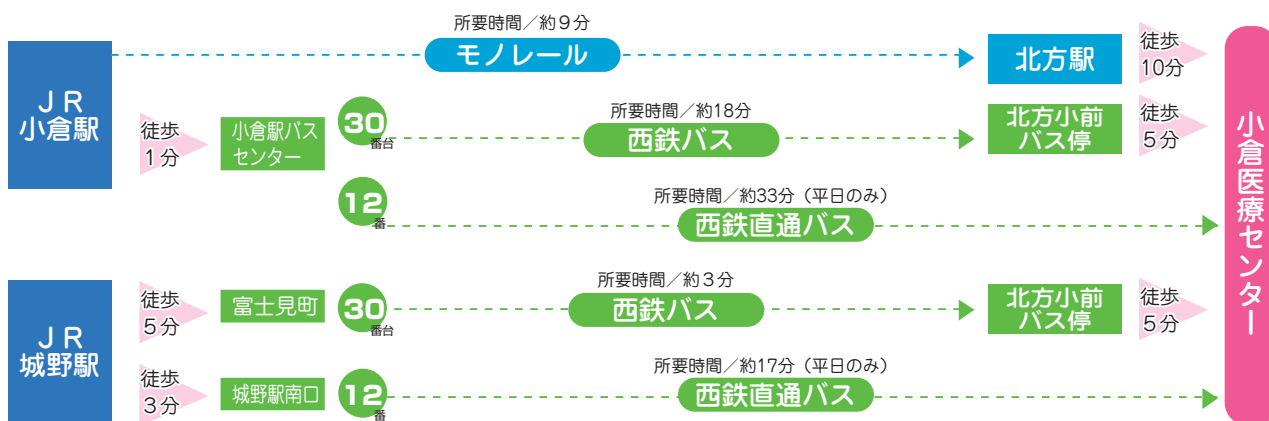 所要時間／約９分
モノレール
ＪＲ
小倉駅
北方駅
徒歩
10分
徒歩
１分
小倉駅バス
センター
30
番台
所要時間／約18分
西鉄バス
北方小前
バス停
徒歩
５分
12
番
所要時間／約33分（平日のみ）
西鉄直通バス
小倉医療センター
ＪＲ
城野駅
徒歩
５分
富士見町
30
番台
所要時間／約３分
西鉄バス
北方小前
バス停
徒歩
５分
徒歩
３分
城野駅南口
12
番
所要時間／約17分（平日のみ）
西鉄直通バス